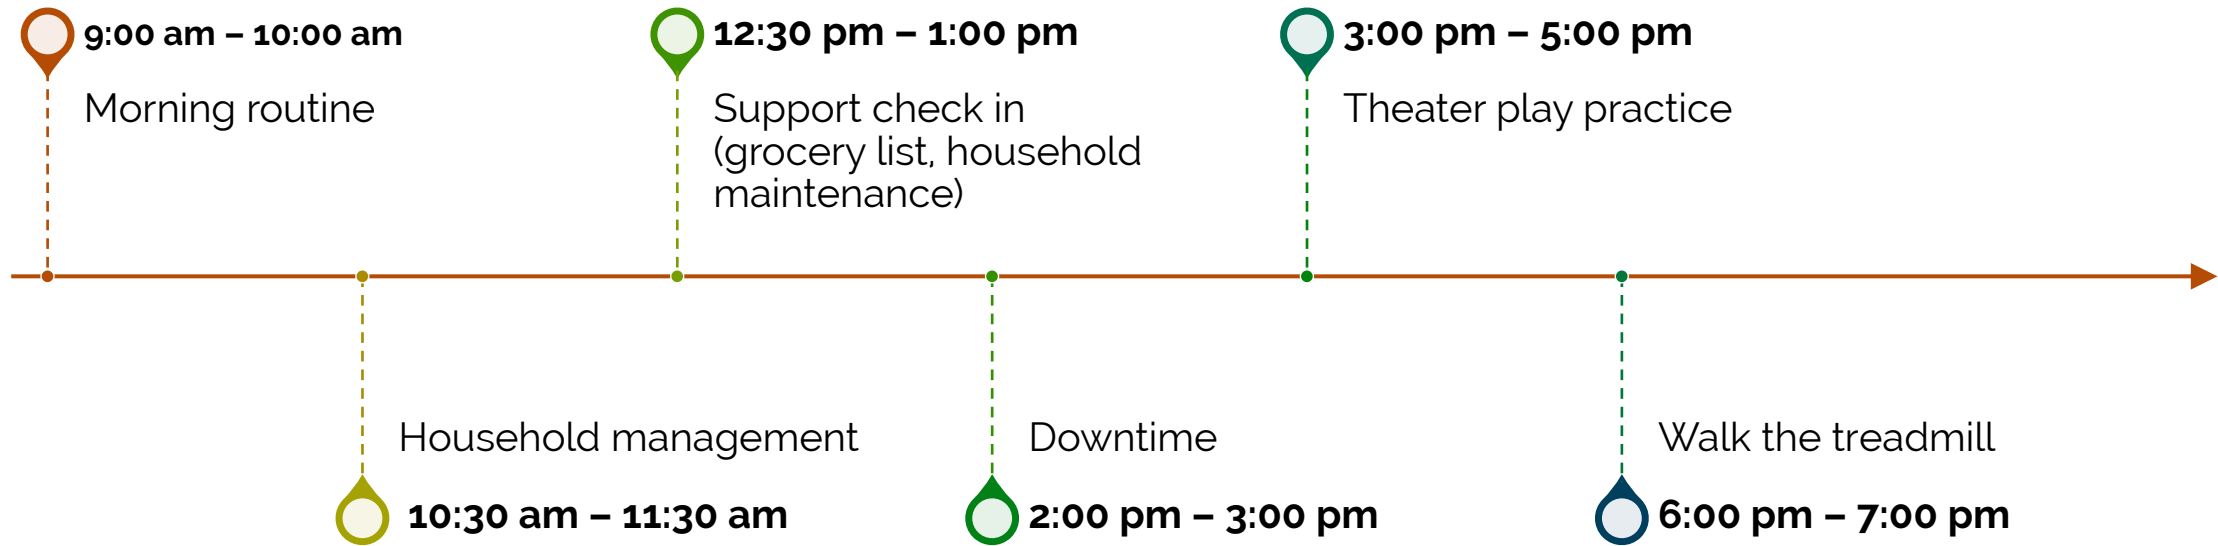 9:00 am – 10:00 am
Morning routine
Household management
10:30 am – 11:30 am
12:30 pm – 1:00 pm
Support check in
(grocery list, household
maintenance)
Downtime
2:00 pm – 3:00 pm
3:00 pm – 5:00 pm
Theater play practice
Walk the treadmill
6:00 pm – 7:00 pm